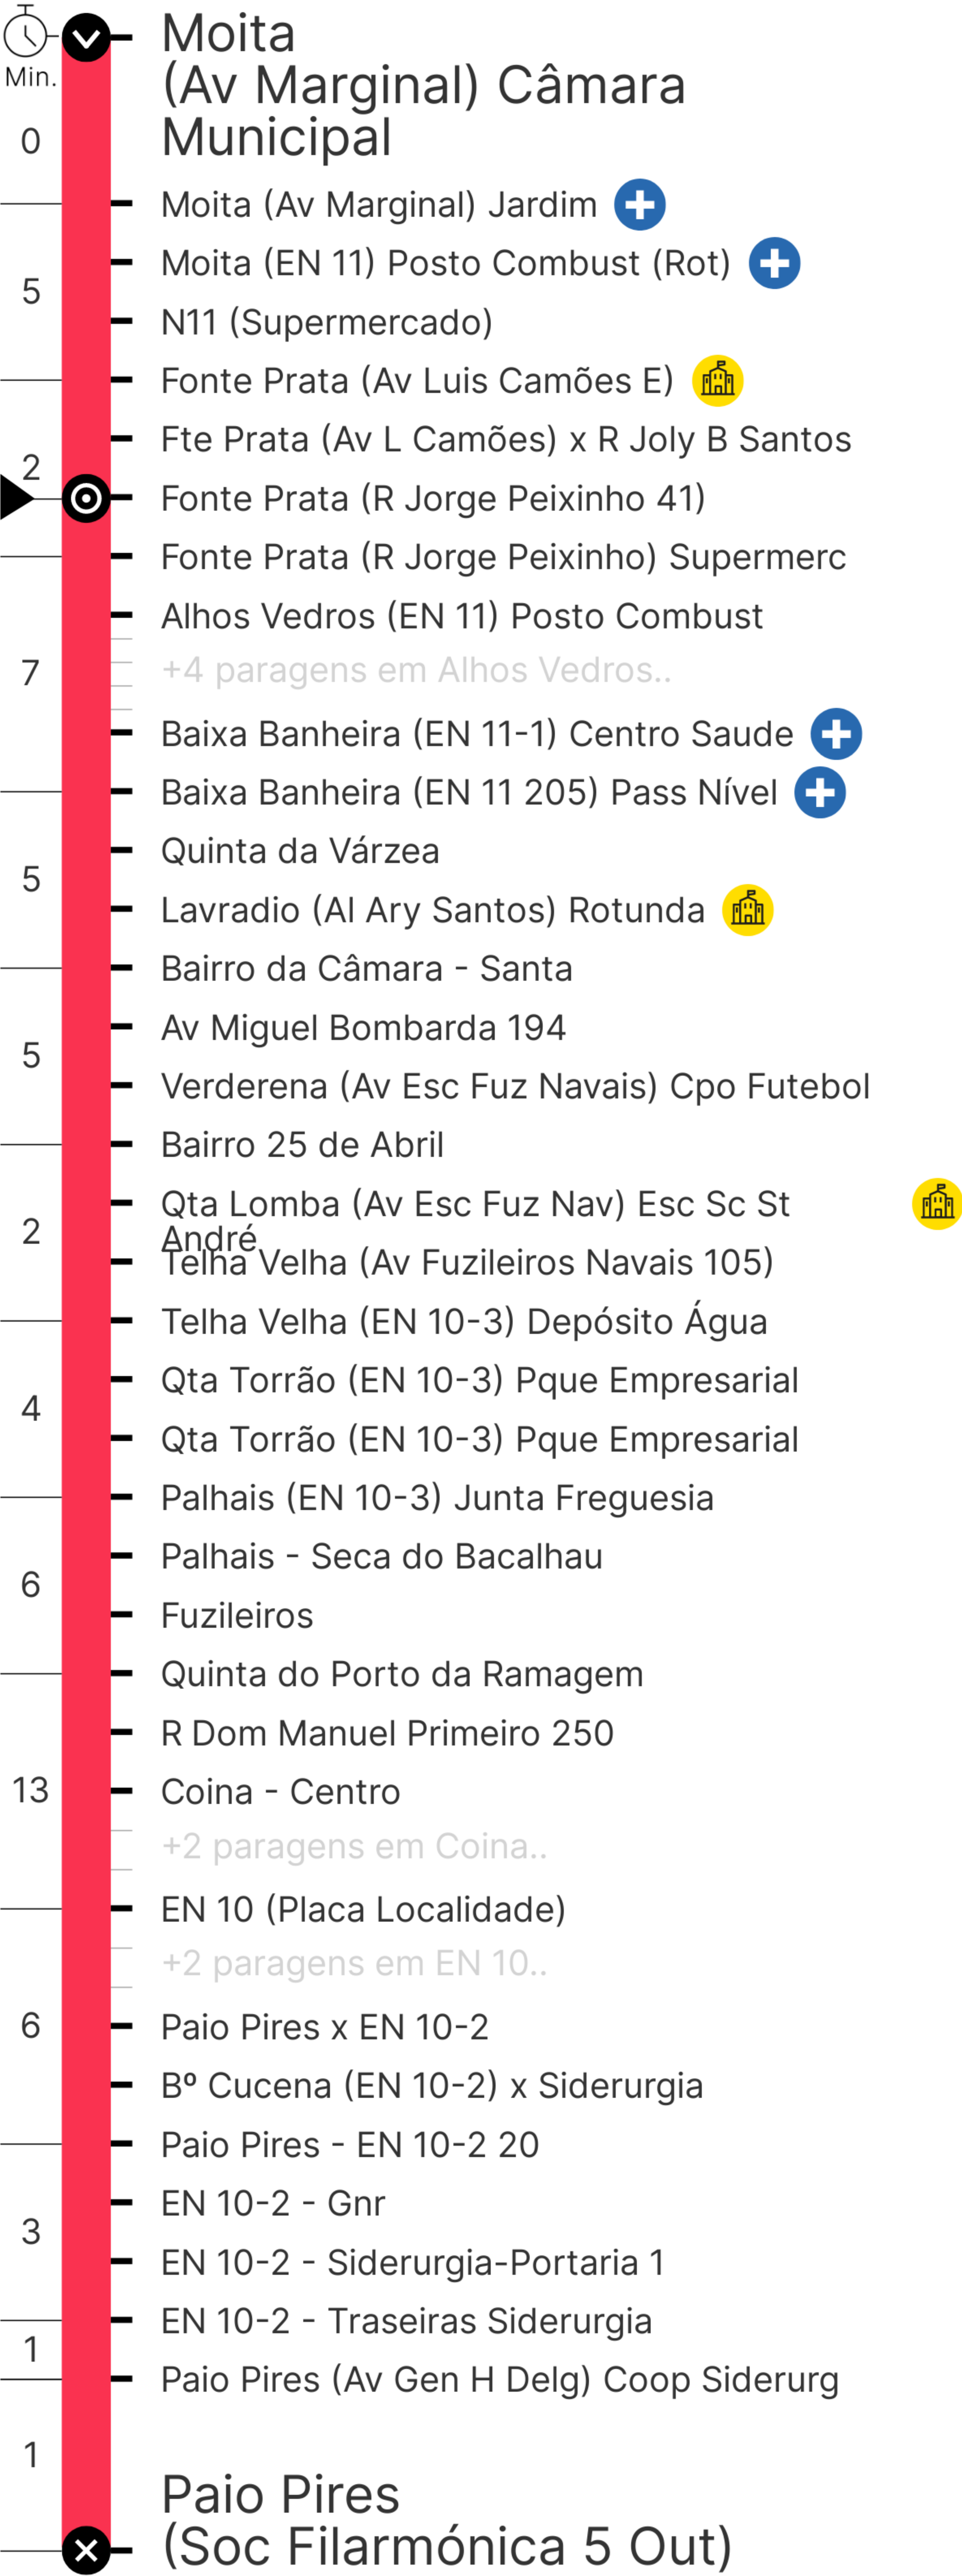 Min.
Moita
(Av Marginal) Câmara
Municipal
0
Moita (Av Marginal) Jardim
Moita (EN 11) Posto Combust (Rot)
5
N11 (Supermercado)
Fonte Prata (Av Luis Camões E)
Fte Prata (Av L Camões) x R Joly B Santos
2
Fonte Prata (R Jorge Peixinho 41)
Fonte Prata (R Jorge Peixinho) Supermerc
Alhos Vedros (EN 11) Posto Combust
7
+4 paragens em Alhos Vedros..
Baixa Banheira (EN 11-1) Centro Saude
Baixa Banheira (EN 11 205) Pass Nível
Quinta da Várzea
5
Lavradio (Al Ary Santos) Rotunda
Bairro da Câmara - Santa
Av Miguel Bombarda 194
5
Verderena (Av Esc Fuz Navais) Cpo Futebol
Bairro 25 de Abril
Qta Lomba (Av Esc Fuz Nav) Esc Sc St
André
2
Telha Velha (Av Fuzileiros Navais 105)
Telha Velha (EN 10-3) Depósito Água
Qta Torrão (EN 10-3) Pque Empresarial
4
Qta Torrão (EN 10-3) Pque Empresarial
Palhais (EN 10-3) Junta Freguesia
Palhais - Seca do Bacalhau
6
Fuzileiros
Quinta do Porto da Ramagem
R Dom Manuel Primeiro 250
13
Coina - Centro
+2 paragens em Coina..
EN 10 (Placa Localidade)
+2 paragens em EN 10..
6
Paio Pires x EN 10-2
Bº Cucena (EN 10-2) x Siderurgia
Paio Pires - EN 10-2 20
EN 10-2 - Gnr
3
EN 10-2 - Siderurgia-Portaria 1
EN 10-2 - Traseiras Siderurgia
1
Paio Pires (Av Gen H Delg) Coop Siderurg
1
Paio Pires
(Soc Filarmónica 5 Out)